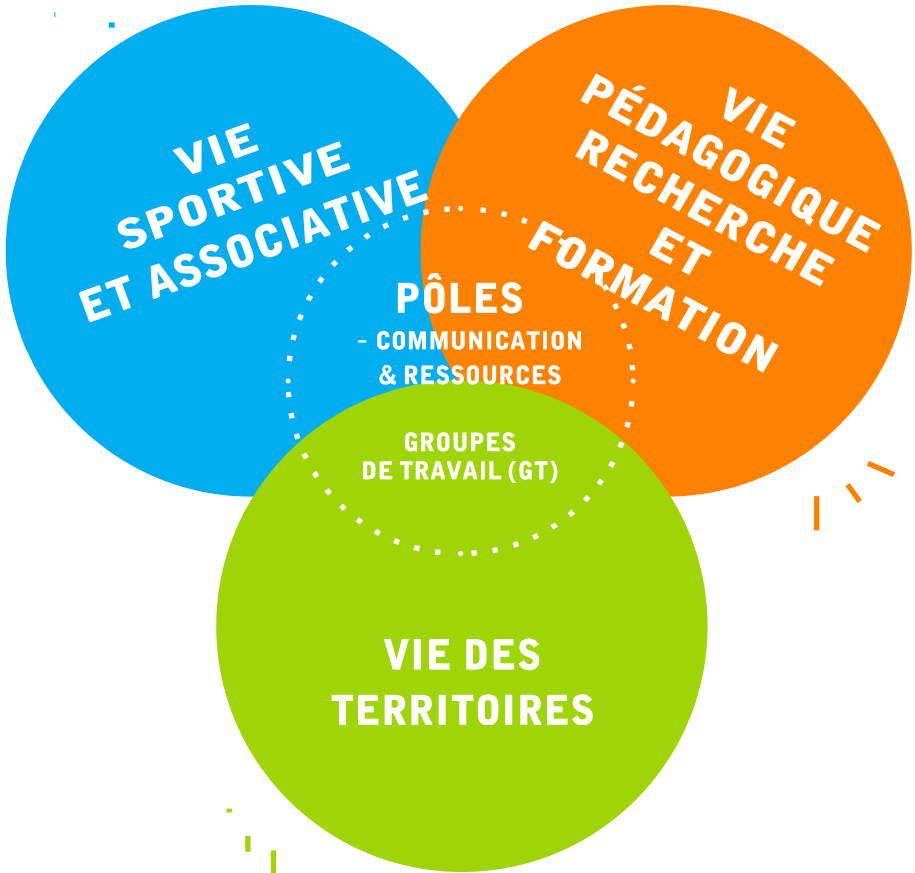 VIE
SPORTIVE
ET ASSOCIATIVE
VIE
PÉDAGOGIQUE
RECHERCHE
ET
FORMATION
PÔLES
- COMMUNICATION
& RESSOURCES
GROUPES
DE TRAVAIL (GT)
VIE DES
TERRITOIRES